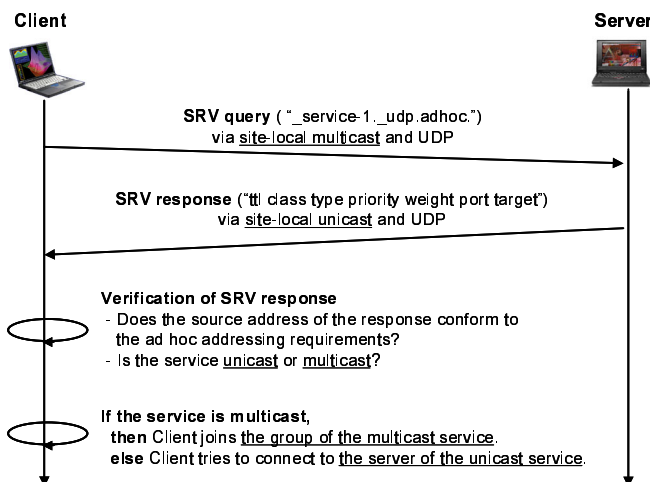 Client
Server
SRV query ( "_service-1._udp.adhoc.")
via site-local multicast and UDP
SRV response ("ttl class type priority weight port target")
via site-local unicast and UDP
Verification of SRV response
- Does the source address of the response conform to
the ad hoc addressing requirements?
- Is the service unicast or multicast?
If the service is multicast,
then Client joins the group of the multicast service.
else Client tries to connect to the server of the unicast service.